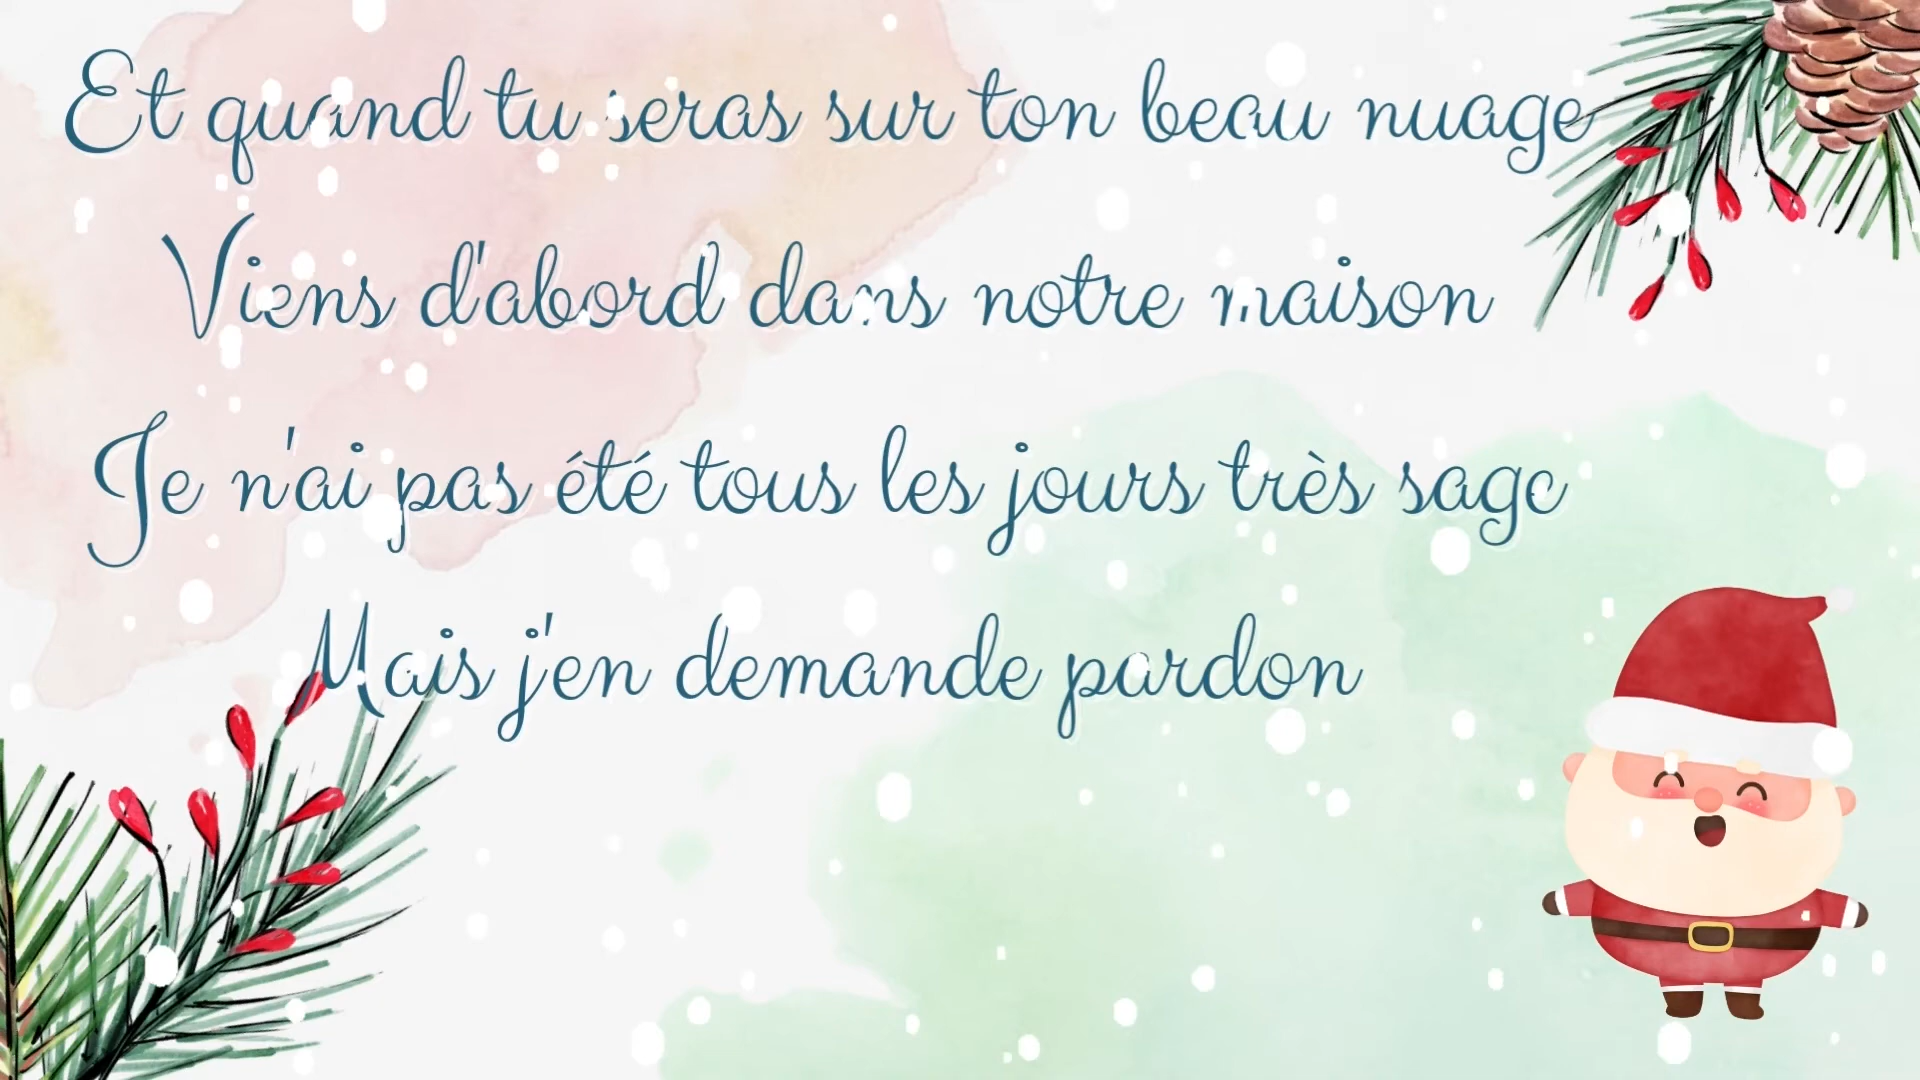 Et quand tu seras sur ton beau nuage
Viens d'abord dans notre maison
Je n'ai pas été tous les jours très sage
Mais j'en demande pardon